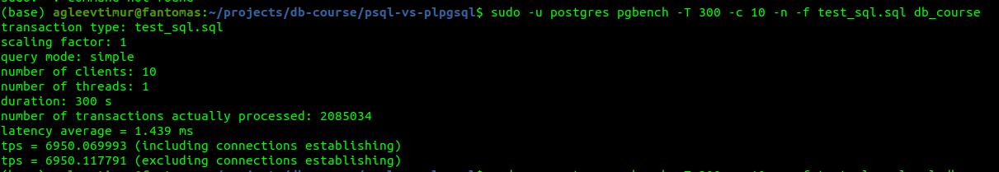 (base) agleevtimur@fantomas:~/projects/db-course/psql-vs-plpgsql$ sudo -u postgres pgbench -T 300 -c 10 -n -f test_sql.sql db_course
transaction type: test_sql.sql
scaling factor: 1
query mode: simple
number of clients: 10
number of threads: 1
duration: 300 s
number of transactions actually processed: 2085034
latency average = 1.439 ms
tps = 6950.069993 (including connections establishing)
tps = 6950.117791 (excluding connections establishing)